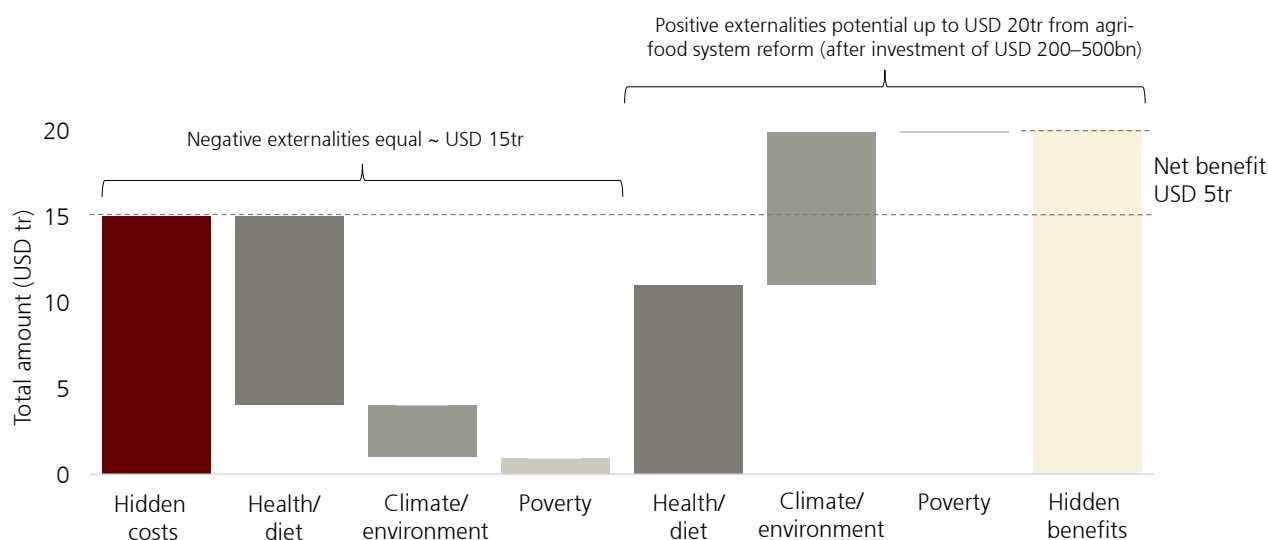 Positive externalities potential up to USD 20tr from agri-
food system reform (after investment of USD 200–500bn)
Negative externalities equal ~ USD 15tr
Net benefit
USD 5tr
Total amount (USD tr)
20
15
10
5
0
Hidden
costs
Health/
diet
Climate/
environment
Poverty
Health/
diet
Climate/
environment
Poverty
Hidden
benefits